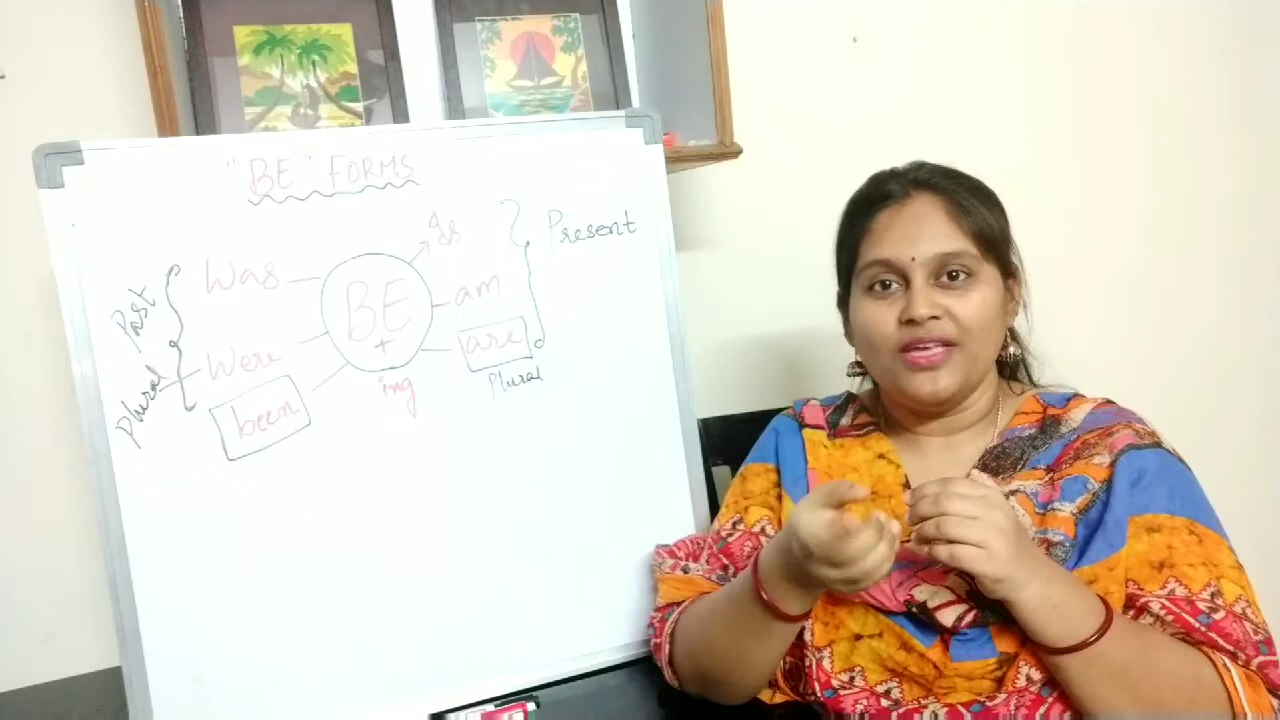 "BE" FORMS
Is
Present
Was
BE
am
Past
+
are
Were
ing
Plural
Plural
been